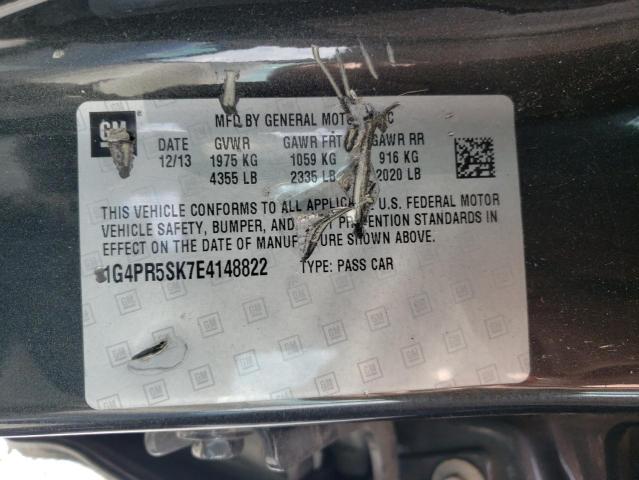 GM
MFD BY GENERAL MOTO C
DATE GVWR GAWR FRT GAWR RR
12/13 1975 KG 1059 KG 916 KG
4355 LB 2335 LB 2020 LB
THIS VEHICLE CONFORMS TO ALL APPLIC U.S. FEDERAL MOTOR
VEHICLE SAFETY, BUMPER, AND PREVENTION STANDARDS IN
EFFECT ON THE DATE OF MANUF TURE SHOWN ABOVE.
1G4PR5SK7E4148822 TYPE: PASS CAR